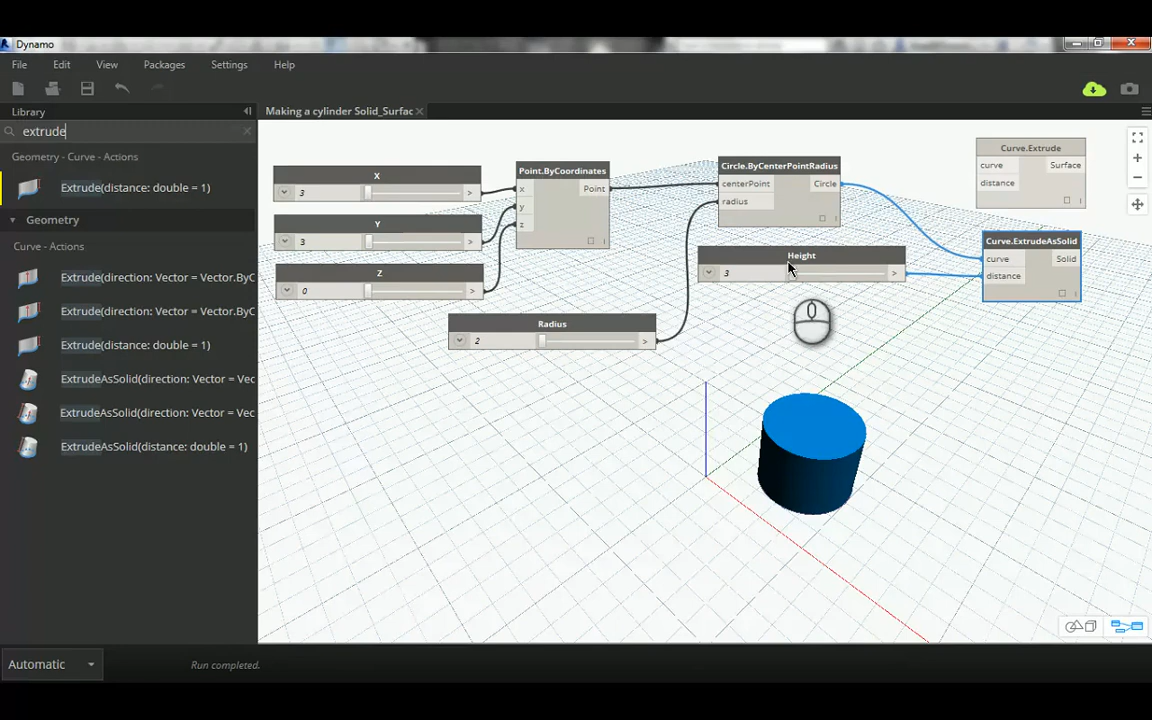 Dynamo
File Edit View Packages Settings Help
Library
Making a cylinder Solid_Surfac
extrude
Geometry - Curve - Actions
Extrude(distance: double = 1)
Geometry
Curve - Actions
Extrude(direction: Vector = Vector.ByC
Extrude(direction: Vector = Vector.ByC
Extrude(distance: double = 1)
ExtrudeAsSolid(direction: Vector = Vec
ExtrudeAsSolid(direction: Vector = Vec
ExtrudeAsSolid(distance: double = 1)
X
3 >
Y
3 >
Z
0 >
Point.ByCoordinates
x Point
y
z
Radius
2 >
Circle.ByCenterPointRadius
centerPoint Circle
radius
Height
3 >
Curve.Extrude
curve Surface
distance
Curve.ExtrudeAsSolid
curve Solid
distance
Automatic
Run completed.